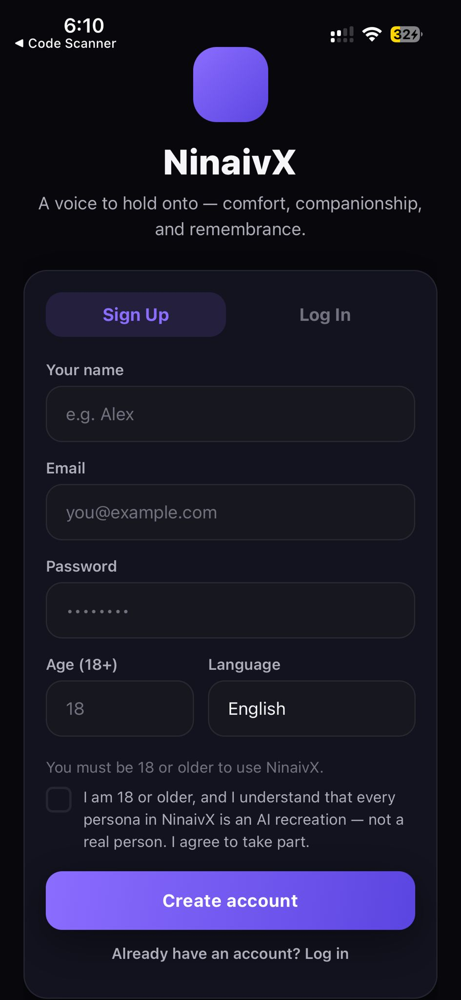 6:10
◀ Code Scanner
32
NinaivX
A voice to hold onto — comfort, companionship,
and remembrance.
Sign Up
Log In
Your name
e.g. Alex
Email
you@example.com
Password
••••••••
Age (18+)
Language
18
English
You must be 18 or older to use NinaivX.
I am 18 or older, and I understand that every
persona in NinaivX is an AI recreation — not a
real person. I agree to take part.
Create account
Already have an account? Log in